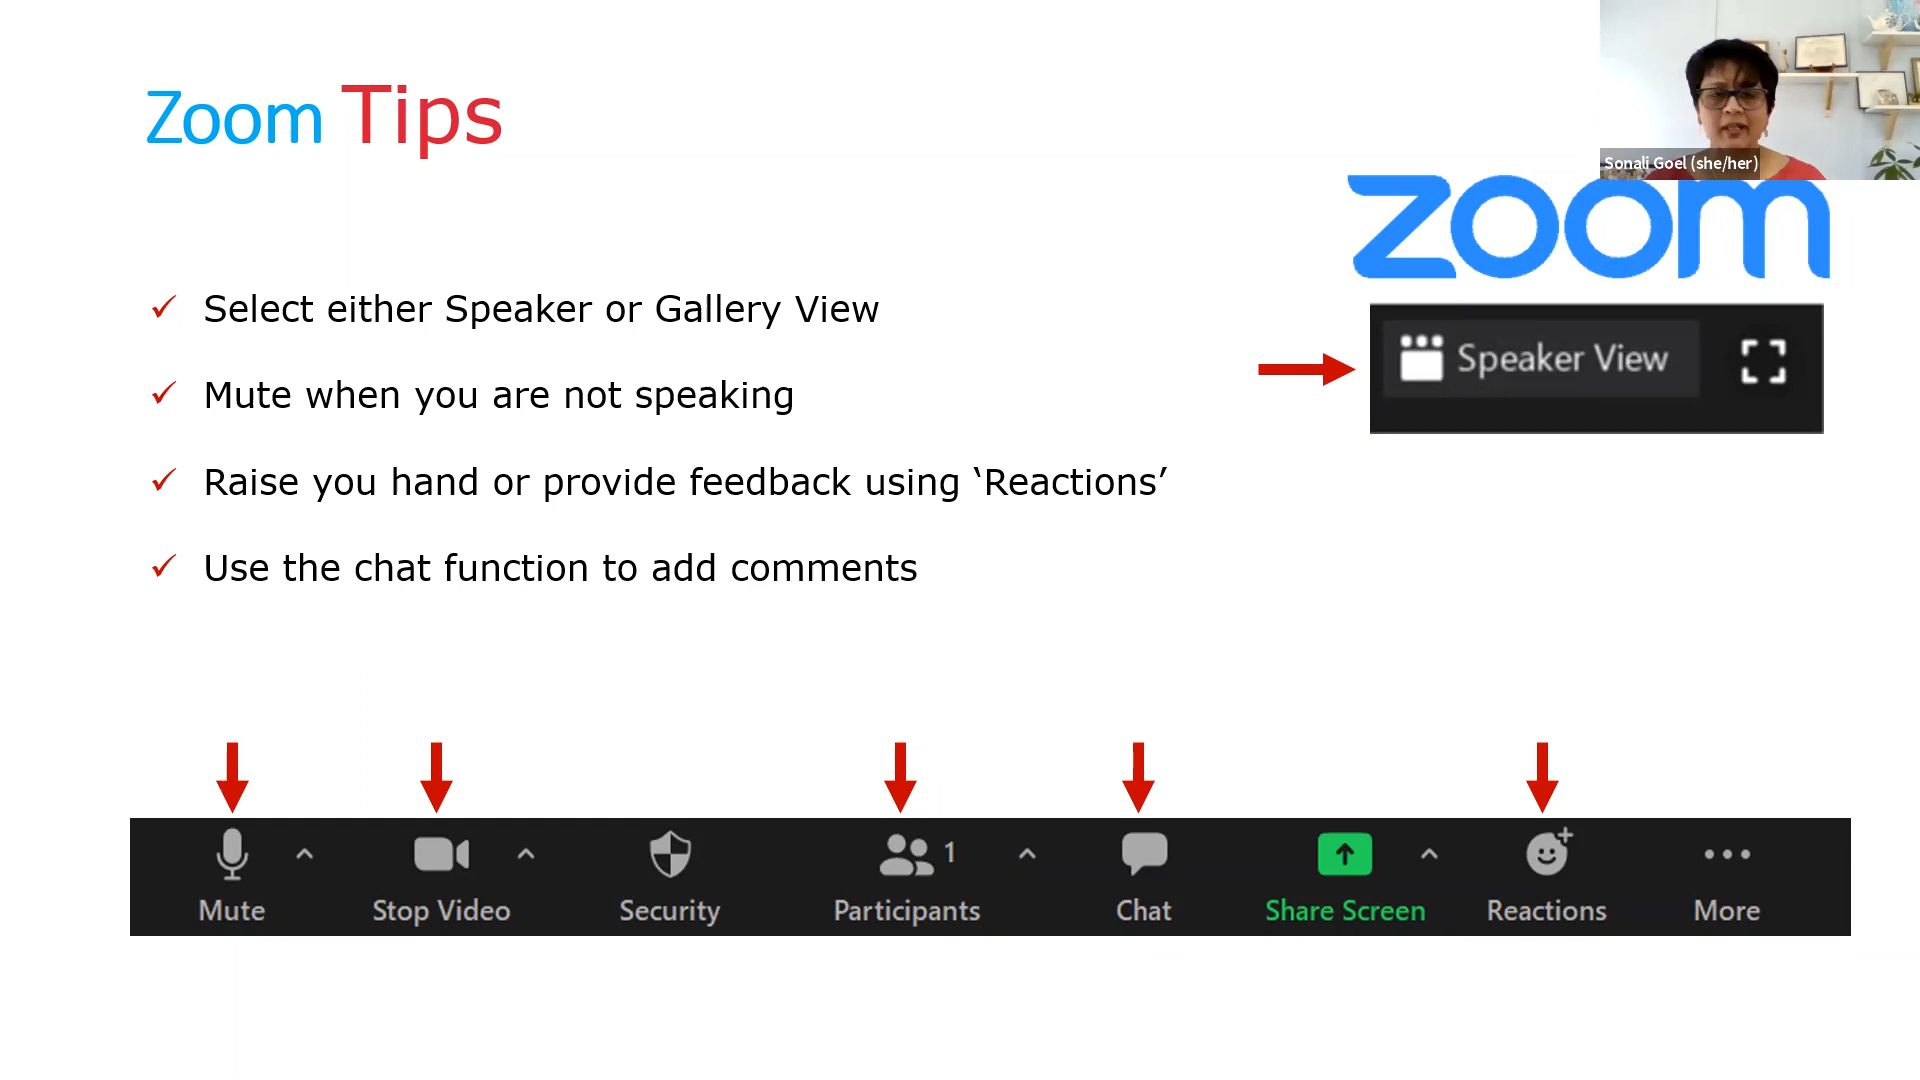 Zoom Tips
Sonali Goel (she/her)
zoom
Select either Speaker or Gallery View
Speaker View
Mute when you are not speaking
Raise you hand or provide feedback using ‘Reactions’
Use the chat function to add comments
1
Mute Stop Video Security Participants Chat Share Screen Reactions More